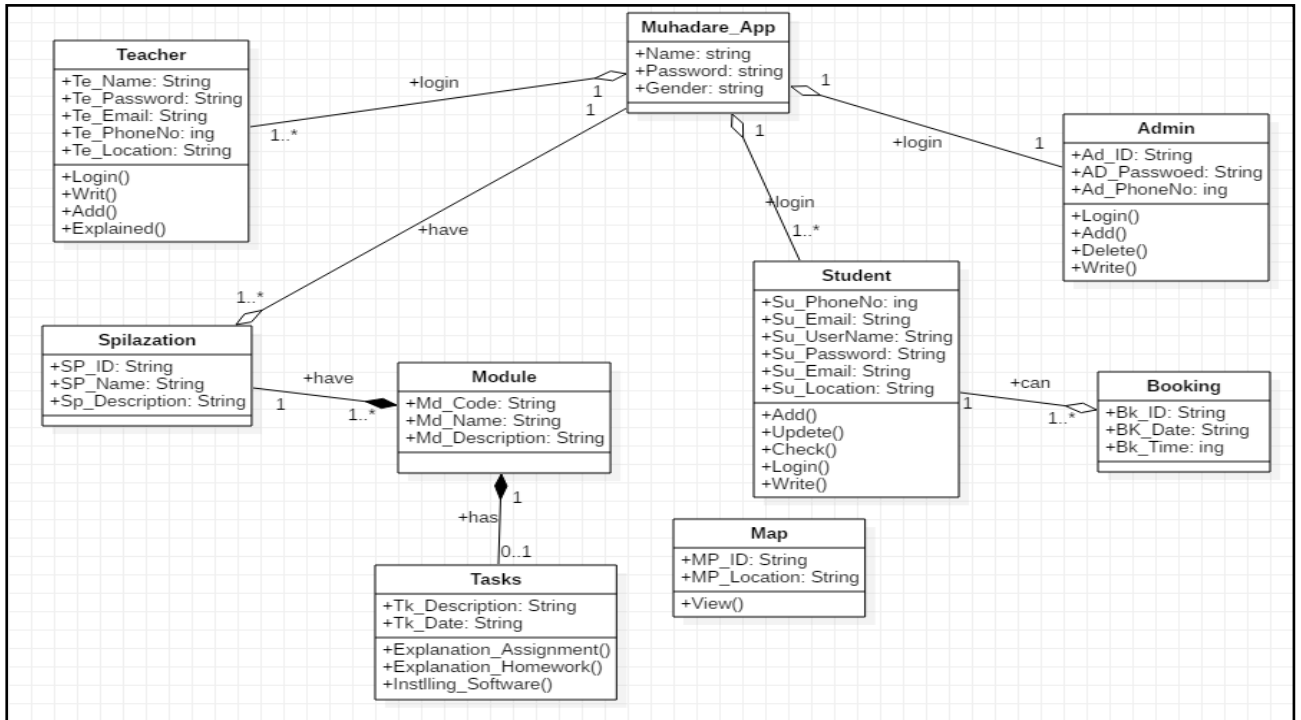 Muhadare_App
+Name: string
+Password: string
+Gender: string
Teacher
+Te_Name: String
+Te_Password: String
+Te_Email: String
+Te_PhoneNo: ing
+Te_Location: String
+Login()
+Writ()
+Add()
+Explained()
+login
1
1..*
1
+have
1..*
1
+login
1..*
1
+login
1
Admin
+Ad_ID: String
+AD_Passwoed: String
+Ad_PhoneNo: ing
+Login()
+Add()
+Delete()
+Write()
Student
+Su_PhoneNo: ing
+Su_Email: String
+Su_UserName: String
+Su_Password: String
+Su_Email: String
+Su_Location: String
+Add()
+Updete()
+Check()
+Login()
+Write()
+can
1
1..*
Booking
+Bk_ID: String
+BK_Date: String
+Bk_Time: ing
Spilazation
+SP_ID: String
+SP_Name: String
+Sp_Description: String
+have
1
1..*
Module
+Md_Code: String
+Md_Name: String
+Md_Description: String
1
+has
0..1
Tasks
+Tk_Description: String
+Tk_Date: String
+Explanation_Assignment()
+Explanation_Homework()
+Instlling_Software()
Map
+MP_ID: String
+MP_Location: String
+View()